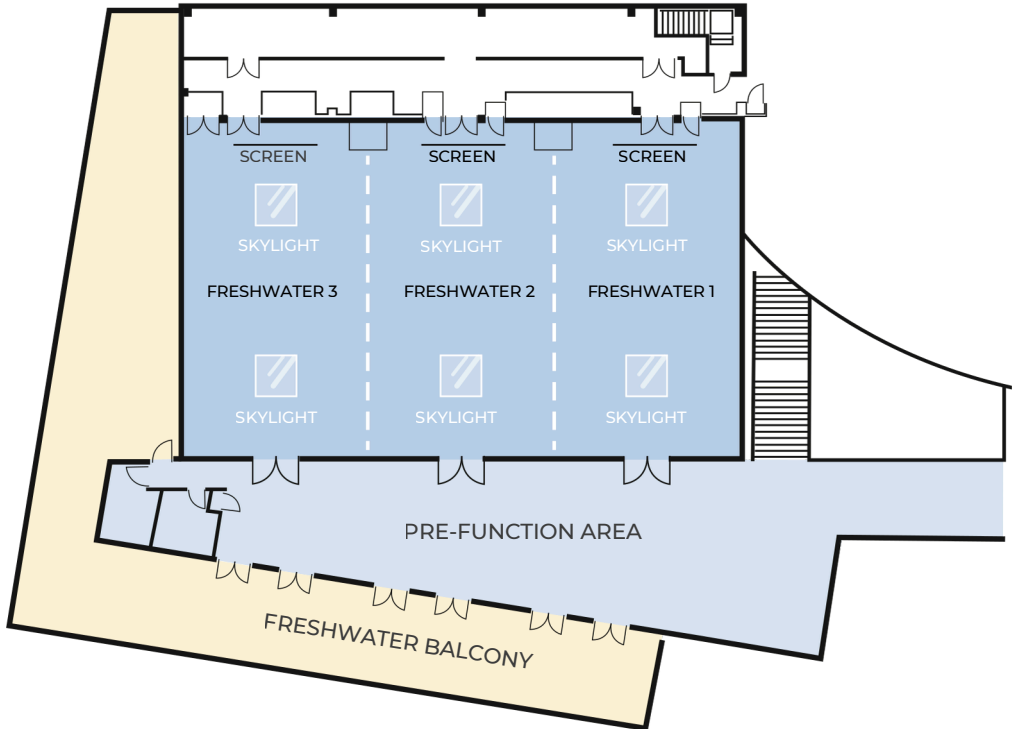 SCREEN
SCREEN
SCREEN
SKYLIGHT
SKYLIGHT
SKYLIGHT
FRESHWATER 3
FRESHWATER 2
FRESHWATER 1
SKYLIGHT
SKYLIGHT
SKYLIGHT
PRE-FUNCTION AREA
FRESHWATER BALCONY